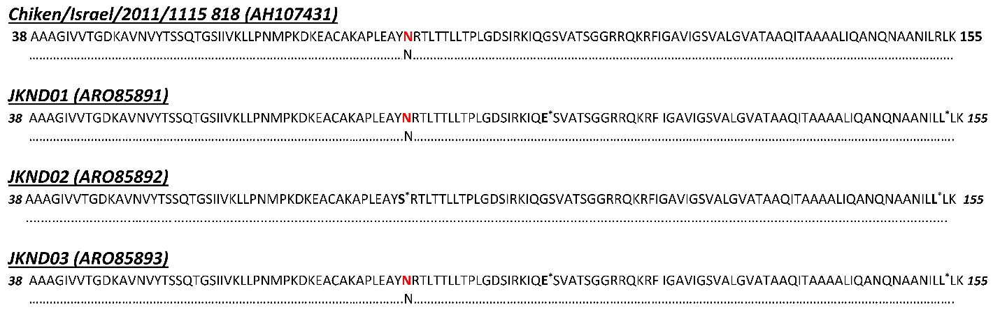 Chiken/Israel/2011/1115 818 (AH107431)
38 AAAGIVVTGDKAVNVYTSSQTGSIIVKLLPNMPKDKEACAKAPLEAYNRTLTTLLTPLGDSIRKIQGSVATSGGRRQKRFIGAVIGSVALGVATAAQITAAAALIQANQNAANILRLK 155
N
JKND01 (ARO85891)
38 AAAGIVVTGDKAVNVYTSSQTGSIIVKLLPNMPKDKEACAKAPLEAYNRTLTTLLTPLGDSIRKIQE*SVATSGGRRQKRF IGAVIGSVALGVATAAQITAAAALIQANQNAANILL*LK 155
N
JKND02 (ARO85892)
38 AAAGIVVTGDKAVNVYTSSQTGSIIVKLLPNMPKDKEACAKAPLEAYS*RTLTTLLTPLGDSIRKIQGSVATSGGRRQKRFIGAVIGSVALGVATAAQITAAAALIQANQNAANILL*LK 155
JKND03 (ARO85893)
38 AAAGIVVTGDKAVNVYTSSQTGSIIVKLLPNMPKDKEACAKAPLEAYNRTLTTLLTPLGDSIRKIQE*SVATSGGRRQKRF IGAVIGSVALGVATAAQITAAAALIQANQNAANILL*LK 155
N